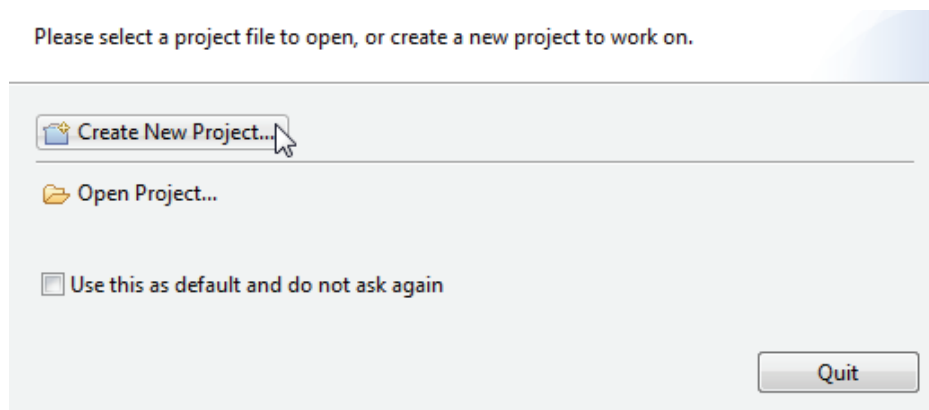 Please select a project file to open, or create a new project to work on.
Create New Project...
Open Project...
Use this as default and do not ask again
Quit